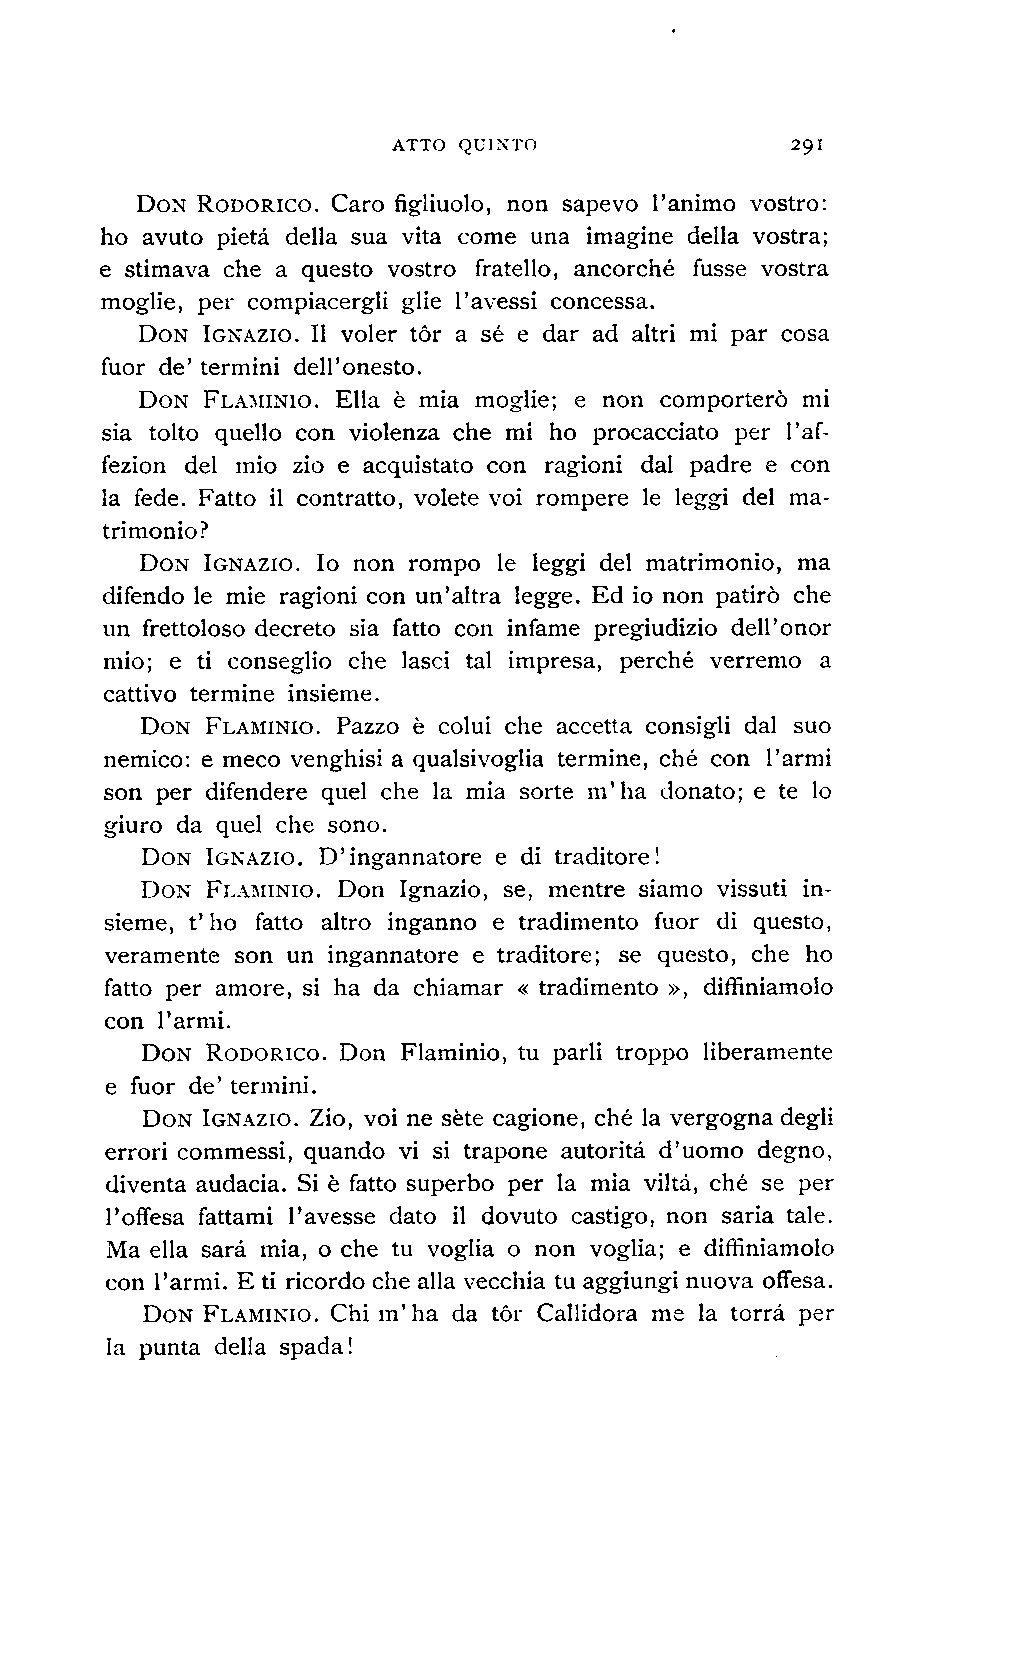 ATTO QUINTO 291
DON RODORICO. Caro figliuolo, non sapevo l'animo vostro:
ho avuto pietá della sua vita come una imagine della vostra;
e stimava che a questo vostro fratello, ancorché fusse vostra
moglie, per compiacergli glie l'avessi concessa.
DON IGNAZIO. Il voler tôr a sé e dar ad altri mi par cosa
fuor de' termini dell'onesto.
DON FLAMINIO. Ella è mia moglie; e non comporterò mi
sia tolto quello con violenza che mi ho procacciato per l'af-
fezion del mio zio e acquistato con ragioni dal padre e con
la fede. Fatto il contratto, volete voi rompere le leggi del ma-
trimonio?
DON IGNAZIO. Io non rompo le leggi del matrimonio, ma
difendo le mie ragioni con un'altra legge. Ed io non patirò che
un frettoloso decreto sia fatto con infame pregiudizio dell'onor
mio; e ti conseglio che lasci tal impresa, perché verremo a
cattivo termine insieme.
DON FLAMINIO. Pazzo è colui che accetta consigli dal suo
nemico: e meco venghisi a qualsivoglia termine, ché con l'armi
son per difendere quel che la mia sorte m'ha donato; e te lo
giuro da quel che sono.
DON IGNAZIO. D'ingannatore e di traditore!
DON FLAMINIO. Don Ignazio, se, mentre siamo vissuti in-
sieme, t'ho fatto altro inganno e tradimento fuor di questo,
veramente son un ingannatore e traditore; se questo, che ho
fatto per amore, si ha da chiamar « tradimento », diffiniamolo
con l'armi.
DON RODORICO. Don Flaminio, tu parli troppo liberamente
e fuor de' termini.
DON IGNAZIO. Zio, voi ne sète cagione, ché la vergogna degli
errori commessi, quando vi si trapone autoritá d'uomo degno,
diventa audacia. Si è fatto superbo per la mia viltá, ché se per
l'offesa fattami l'avesse dato il dovuto castigo, non saria tale.
Ma ella sará mia, o che tu voglia o non voglia; e diffiniamolo
con l'armi. E ti ricordo che alla vecchia tu aggiungi nuova offesa.
DON FLAMINIO. Chi m'ha da tôr Callidora me la torrá per
la punta della spada!